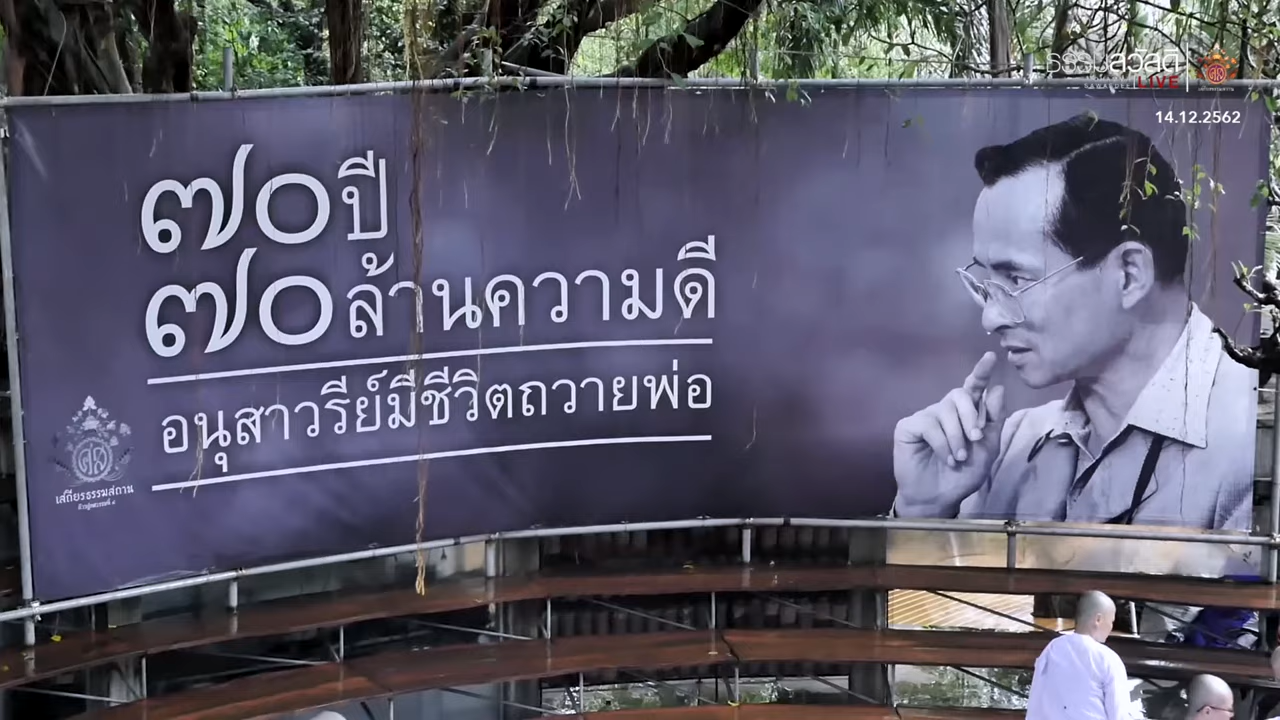 ธรรมสวัสดี
LIVE
14.12.2562
๗๐ ปี
๗๐ ล้านความดี
อนุสาวรีย์มีชีวิตถวายพ่อ
เสถียรธรรมสถาน